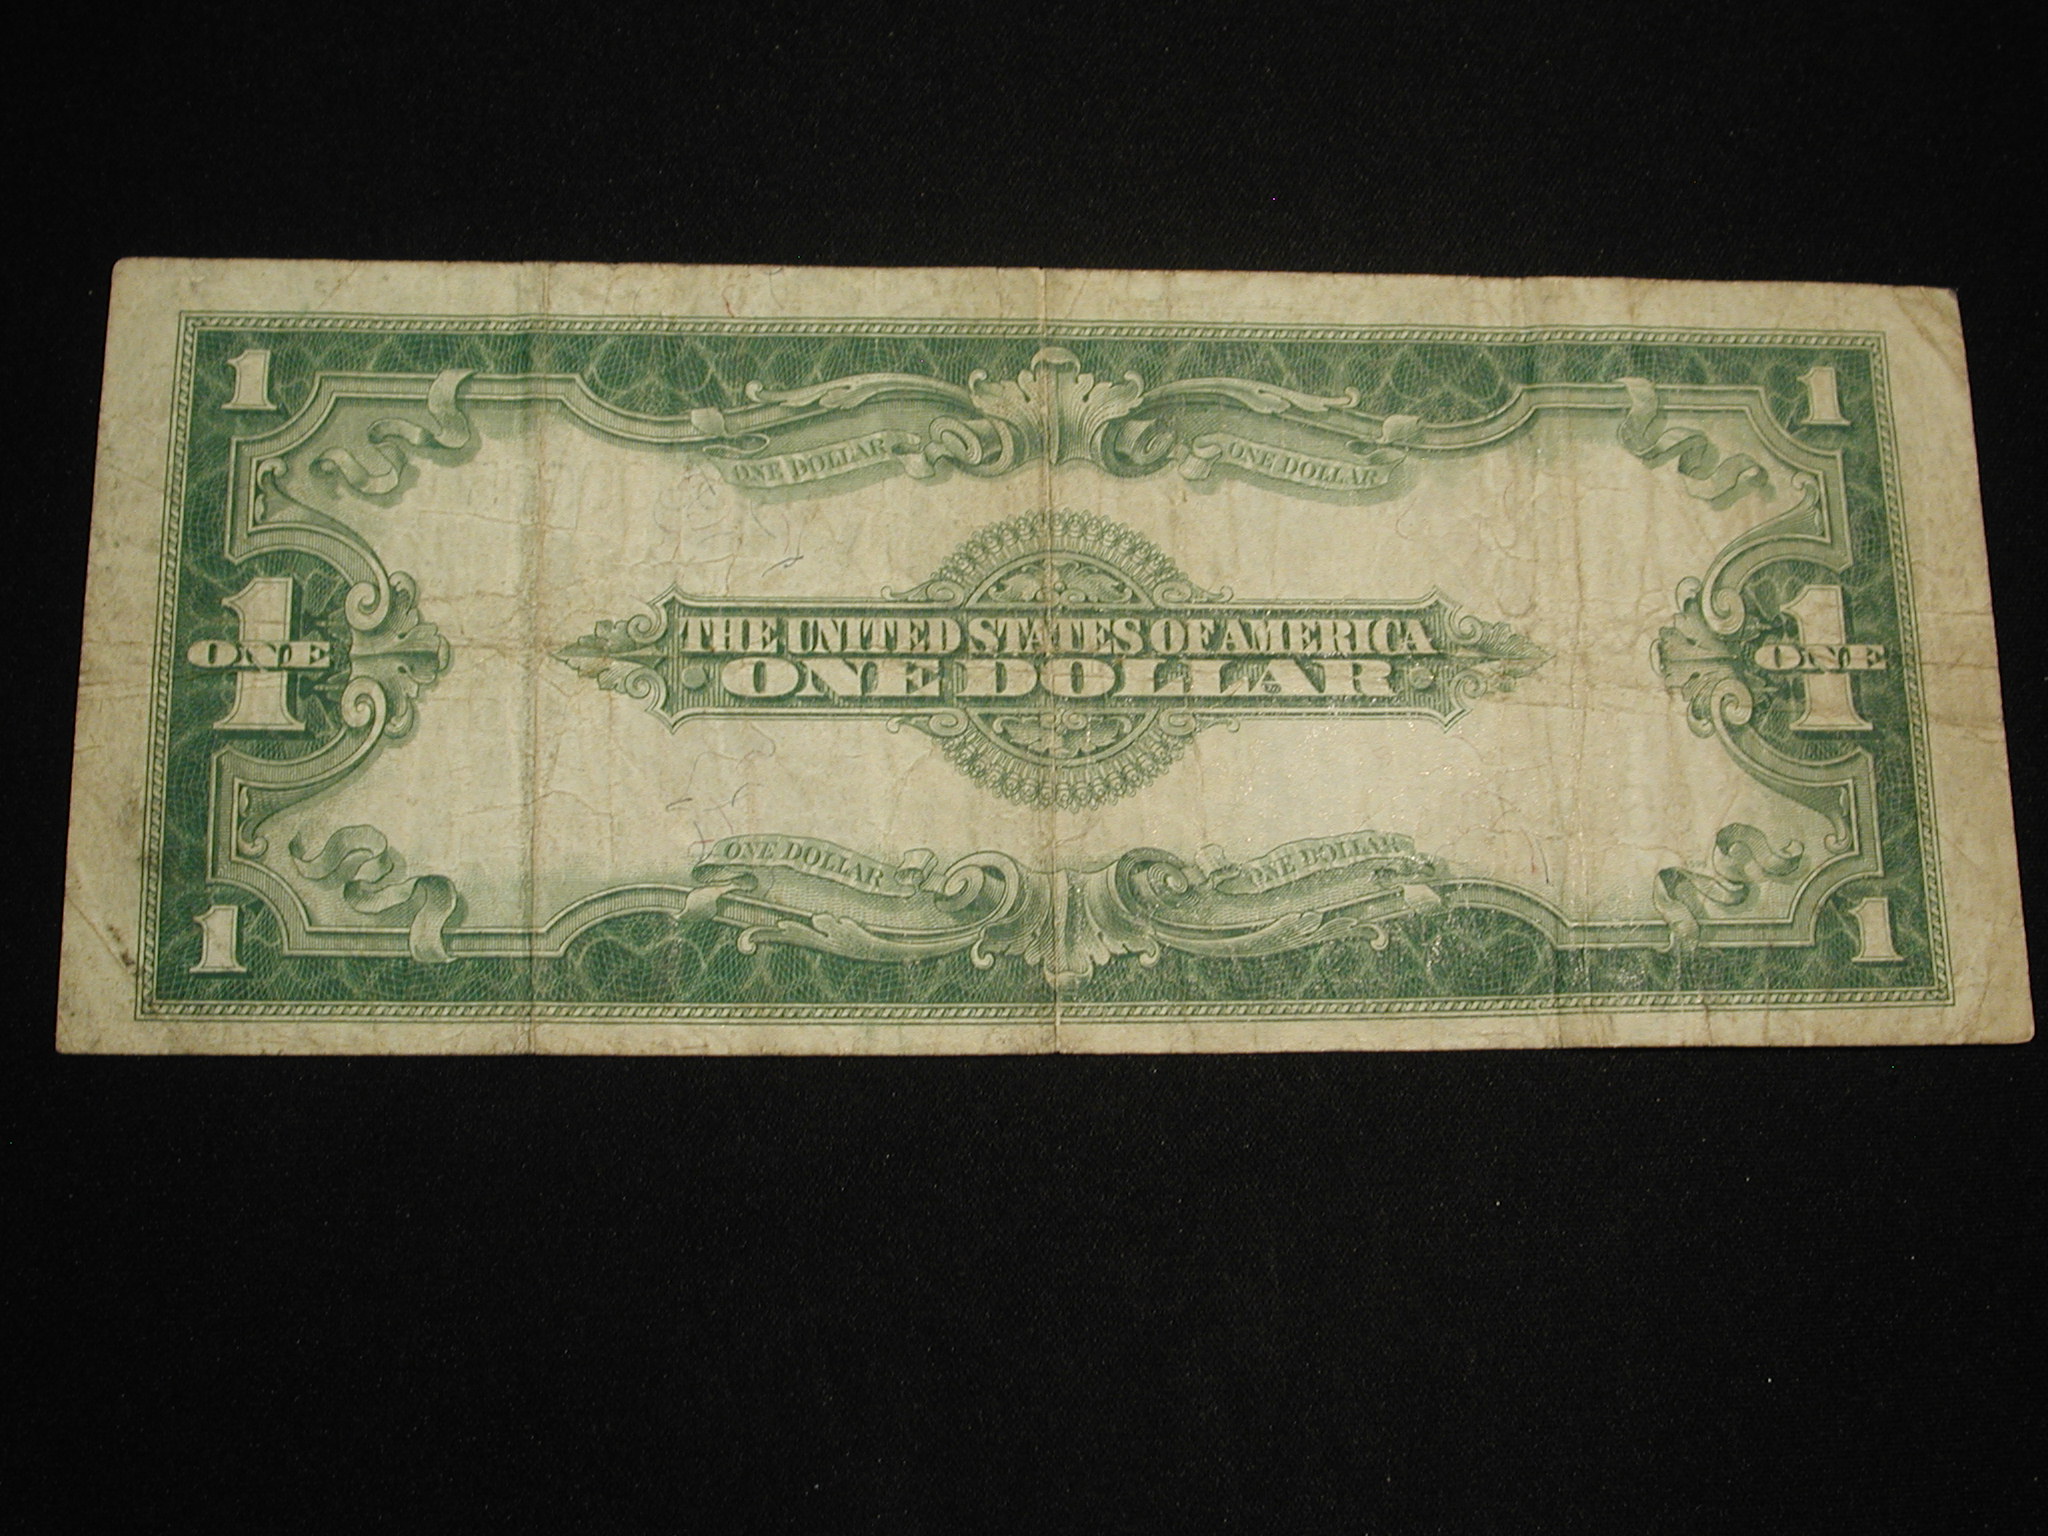 1 1
ONE DOLLAR ONE DOLLAR
THE UNITED STATES OF AMERICA
1 ONE 1 ONE
ONE DOLLAR
ONE DOLLAR ONE DOLLAR
1 1